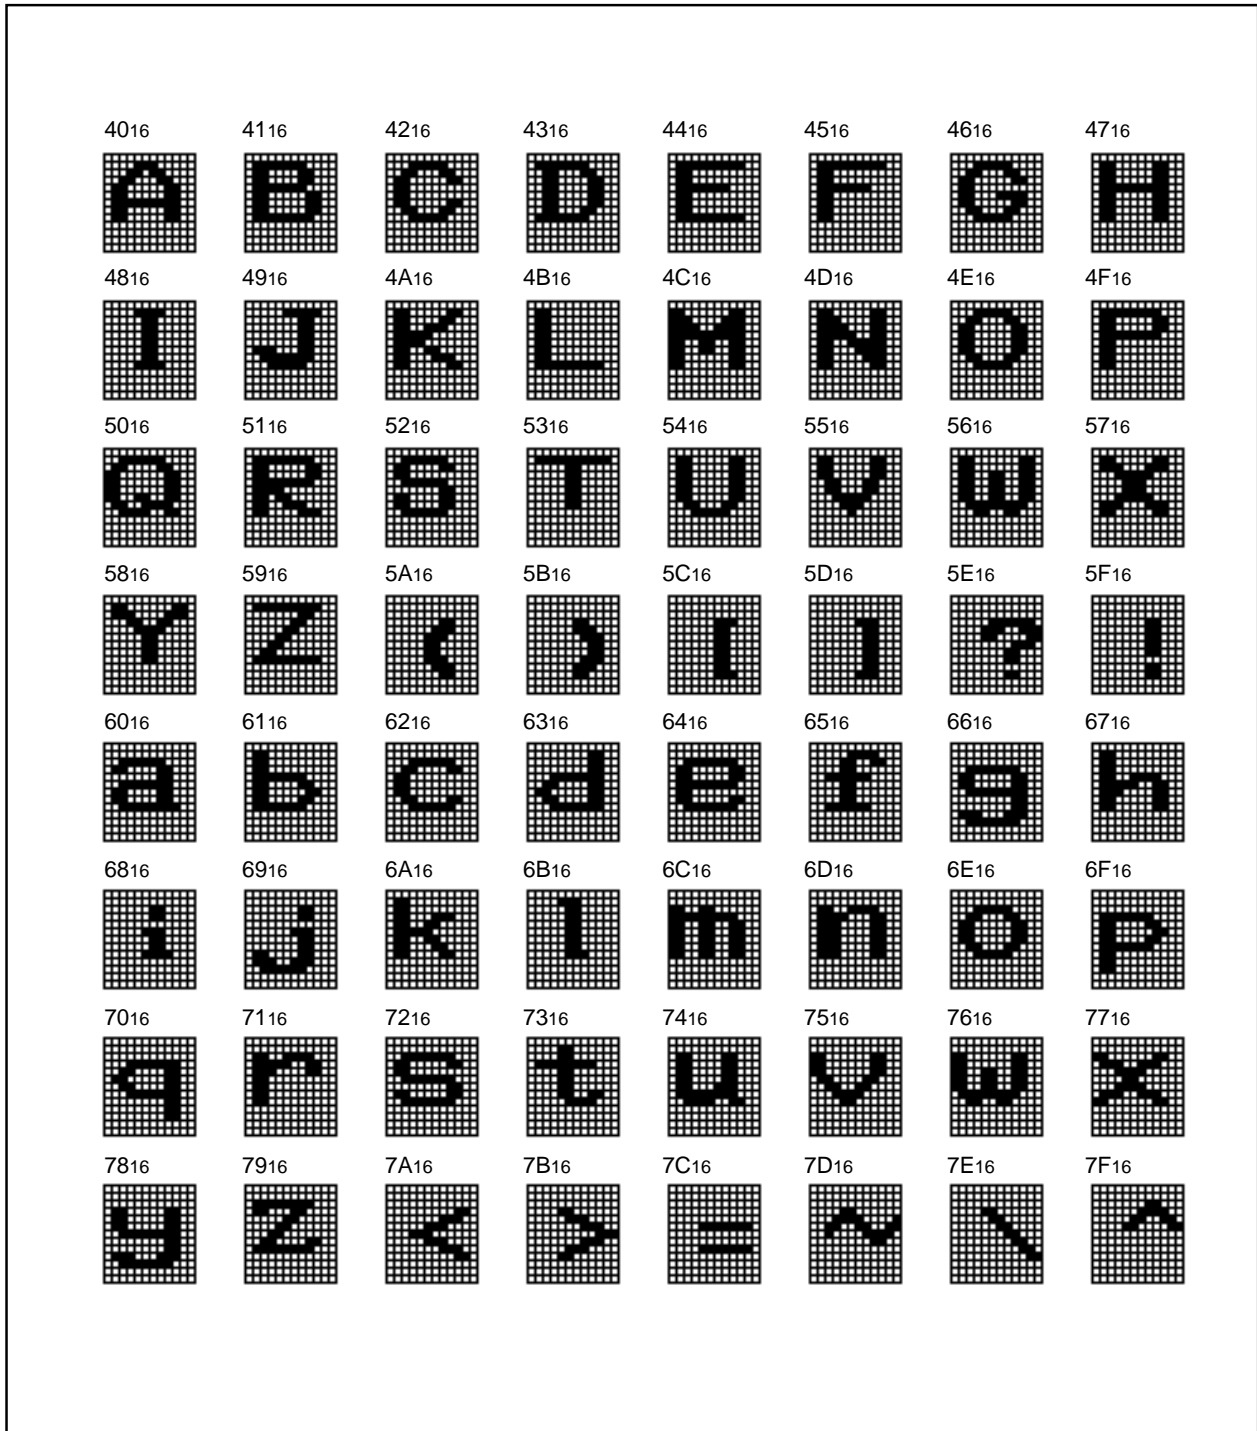 4016 4116 4216 4316 4416 4516 4616 4716
A B C D E F G H
4816 4916 4A16 4B16 4C16 4D16 4E16 4F16
I J K L M N O P
5016 5116 5216 5316 5416 5516 5616 5716
Q R S T U V W X
5816 5916 5A16 5B16 5C16 5D16 5E16 5F16
Y Z ( ) [ ] ? !
6016 6116 6216 6316 6416 6516 6616 6716
a b c d e f g h
6816 6916 6A16 6B16 6C16 6D16 6E16 6F16
i j k l m n o p
7016 7116 7216 7316 7416 7516 7616 7716
q r s t u v w x
7816 7916 7A16 7B16 7C16 7D16 7E16 7F16
y z < > = ~ \ ^